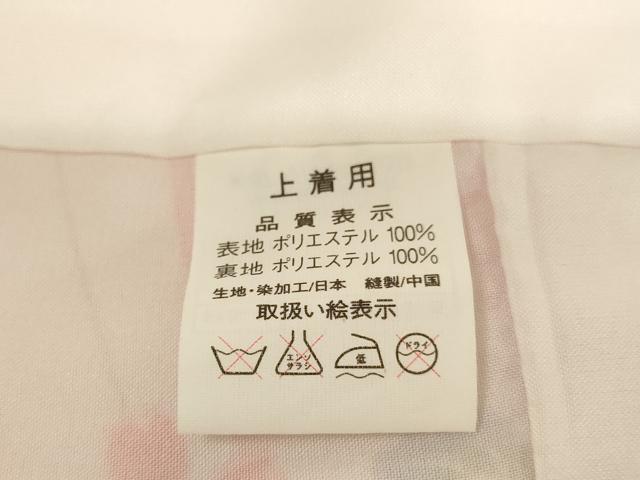 上着用
品質表示
表地 ポリエステル 100%
裏地 ポリエステル 100%
生地・染加工/日本 縫製/中国
取扱い絵表示
エンソ
サラシ
低
ドライ